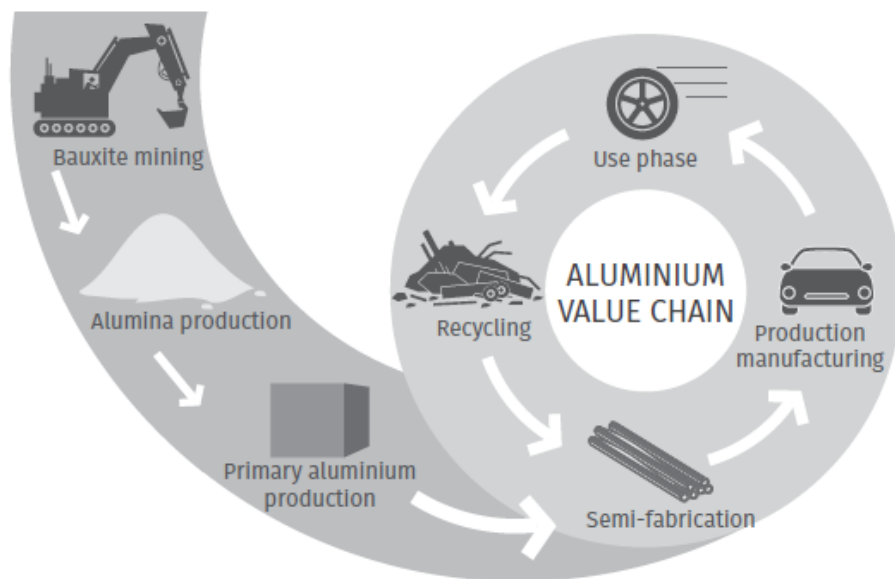 Bauxite mining
Alumina production
Primary aluminium
production
Semi-fabrication
Production
manufacturing
Use phase
Recycling
ALUMINIUM
VALUE CHAIN